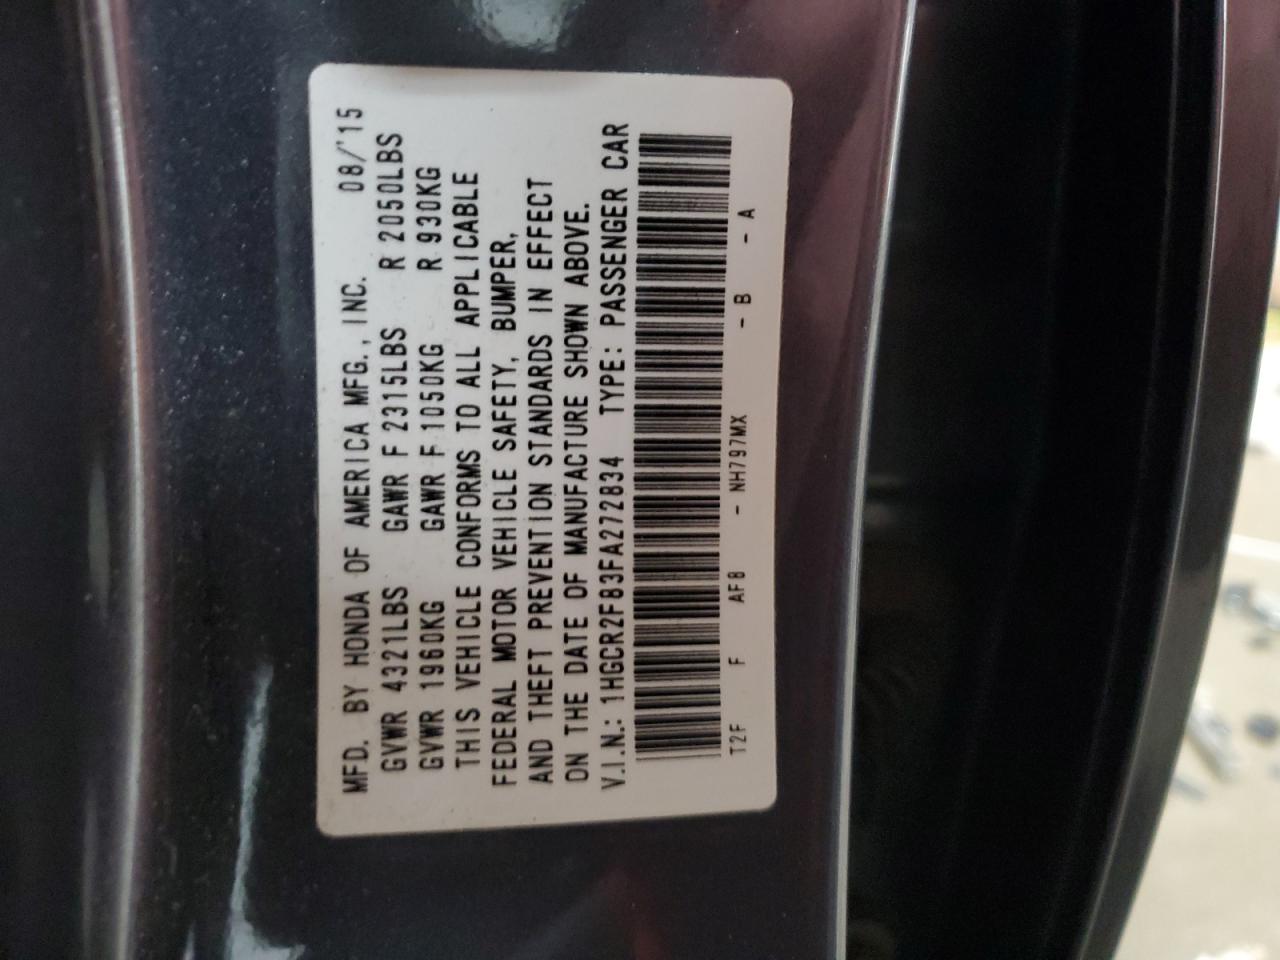 MFD. BY HONDA OF AMERICA MFG., INC. 08/'15
GVWR 4321LBS GAWR F 2315LBS R 2050LBS
GVWR 1960KG GAWR F 1050KG R 930KG
THIS VEHICLE CONFORMS TO ALL APPLICABLE
FEDERAL MOTOR VEHICLE SAFETY, BUMPER,
AND THEFT PREVENTION STANDARDS IN EFFECT
ON THE DATE OF MANUFACTURE SHOWN ABOVE.
V.I.N.: 1HGCR2F83FA272834 TYPE: PASSENGER CAR
T2F F AF8 - NH797MX - B - A